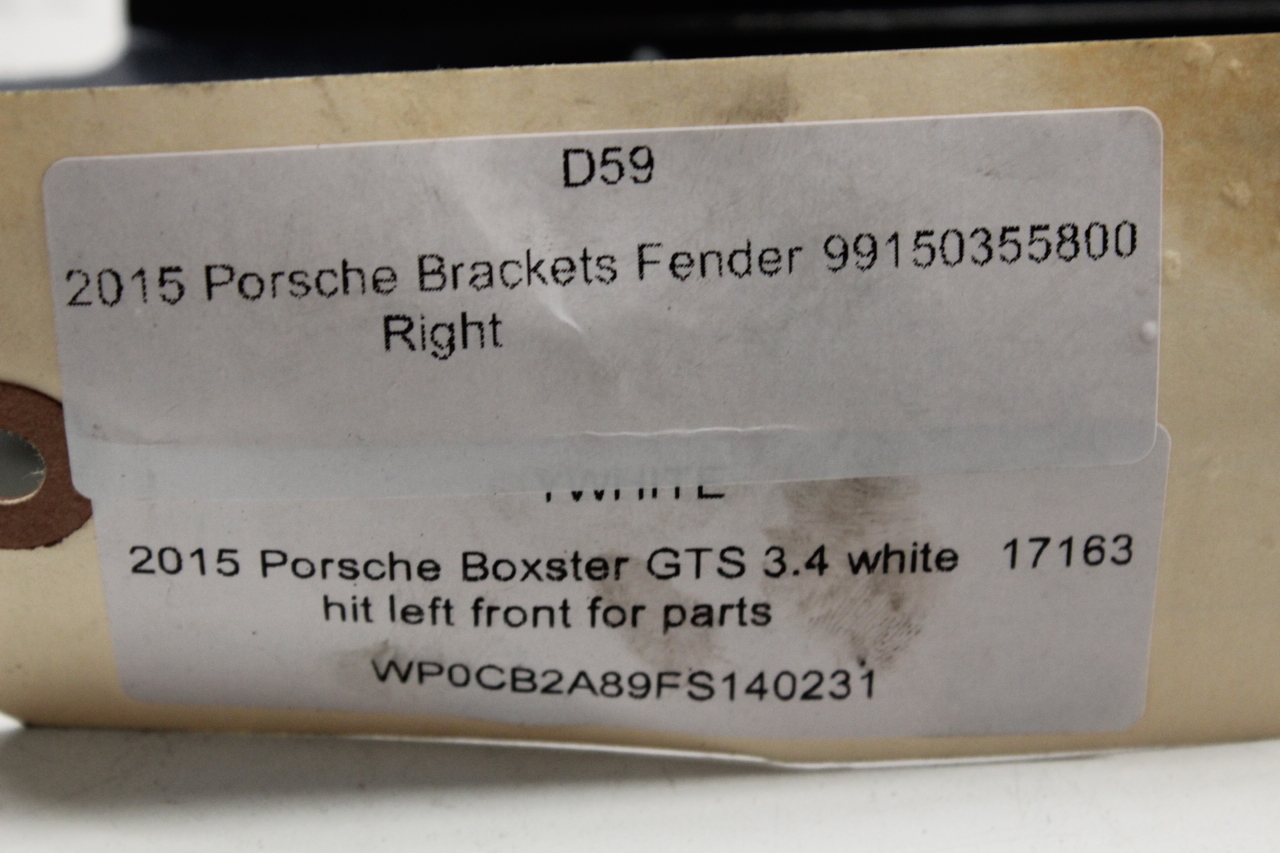 D59
2015 Porsche Brackets Fender 99150355800
Right
2015 Porsche Boxster GTS 3.4 white 17163
hit left front for parts
WP0CB2A89FS140231